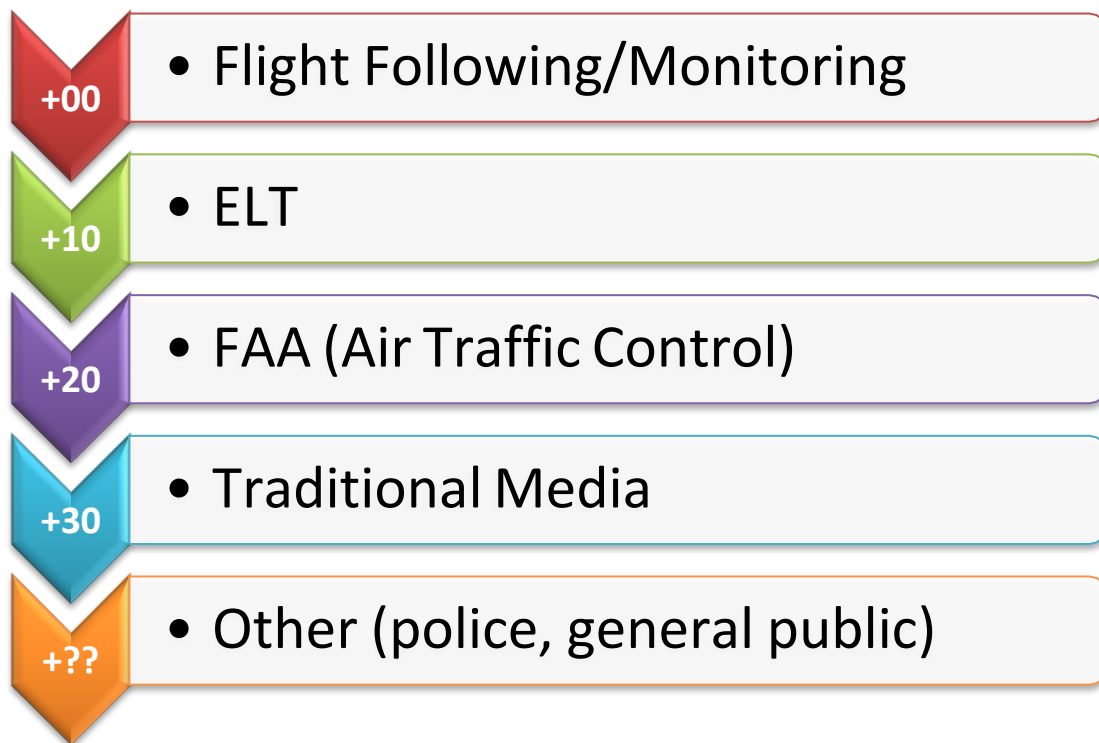 +00
• Flight Following/Monitoring
+10
• ELT
+20
• FAA (Air Traffic Control)
+30
• Traditional Media
+??
• Other (police, general public)